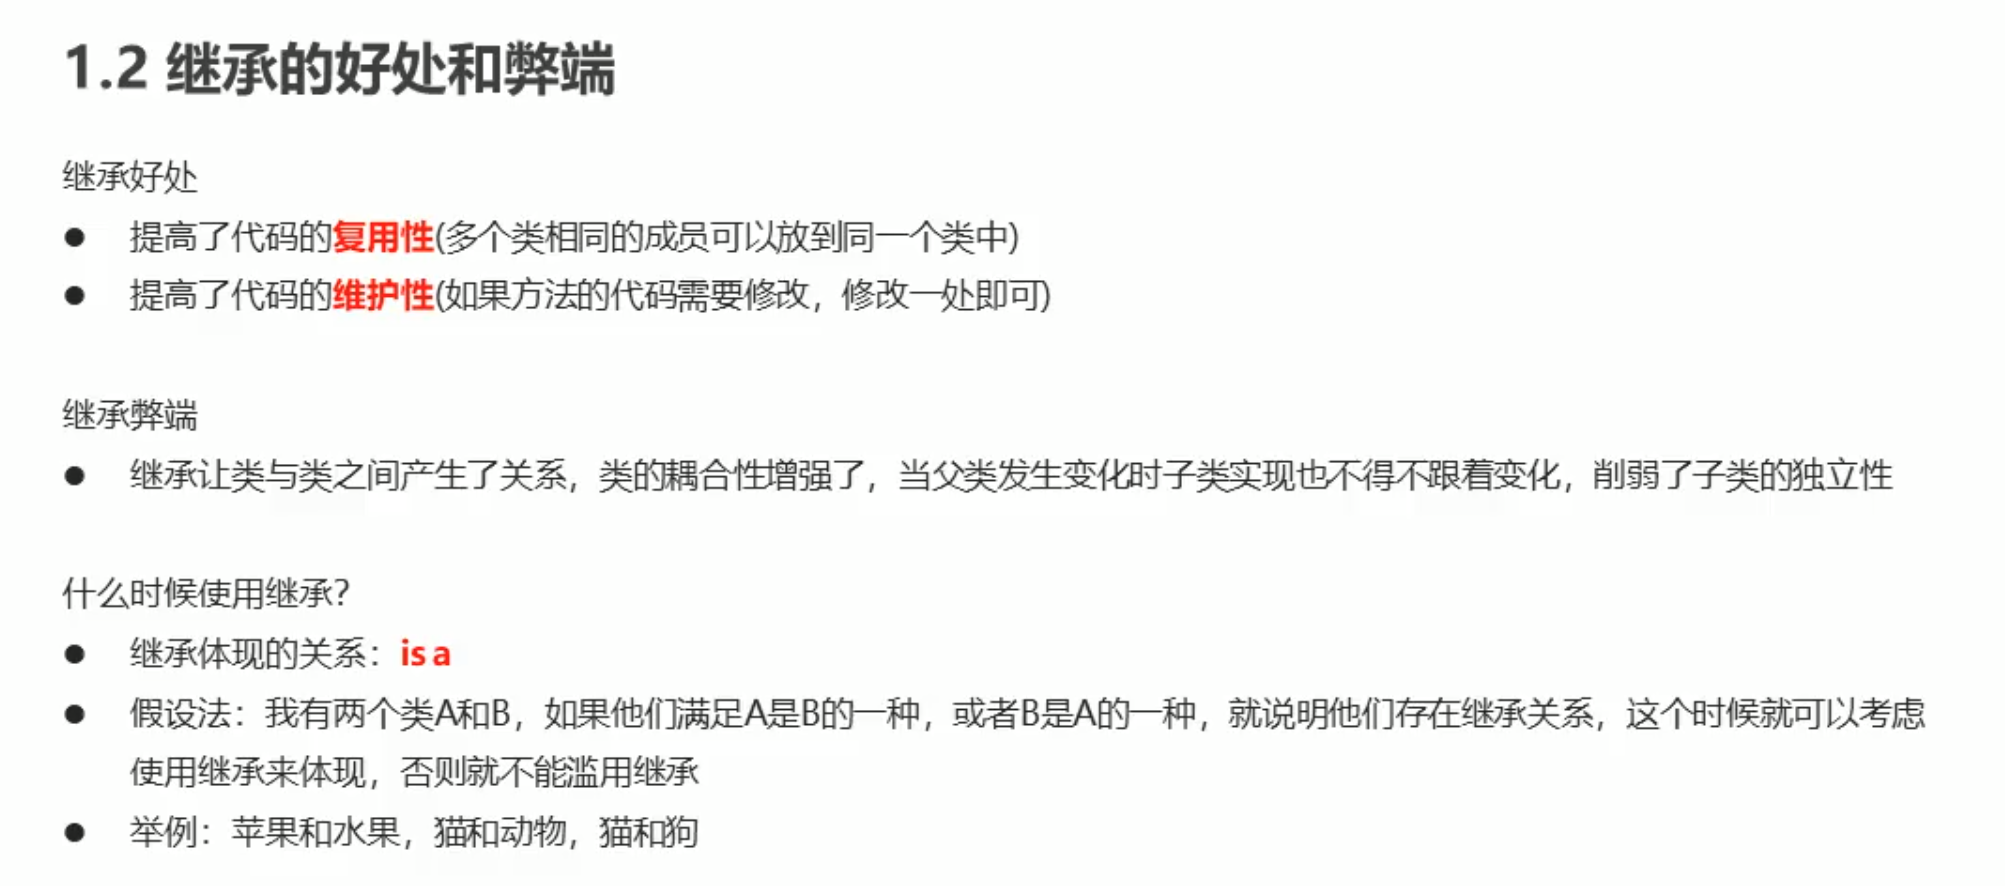 1.2 继承的好处和弊端
继承好处
● 提高了代码的复用性(多个类相同的成员可以放到同一个类中)
● 提高了代码的维护性(如果方法的代码需要修改，修改一处即可)
继承弊端
● 继承让类与类之间产生了关系，类的耦合性增强了，当父类发生变化时子类实现也不得不跟着变化，削弱了子类的独立性
什么时候使用继承?
● 继承体现的关系：is a
● 假设法：我有两个类A和B，如果他们满足A是B的一种，或者B是A的一种，就说明他们存在继承关系，这个时候就可以考虑
使用继承来体现，否则就不能滥用继承
● 举例：苹果和水果，猫和动物，猫和狗